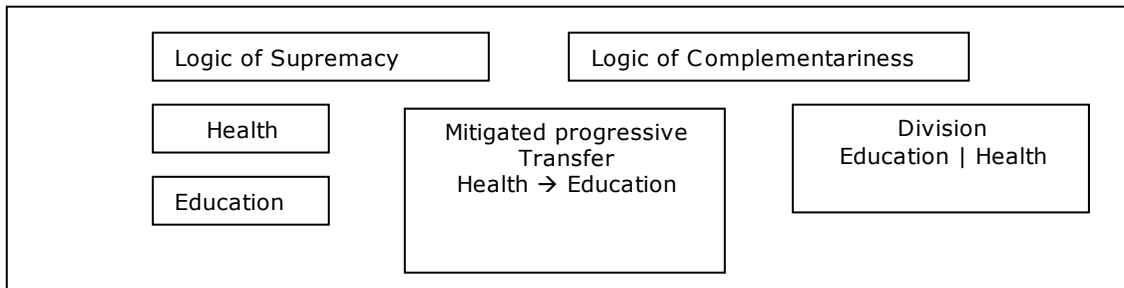 Logic of Supremacy
Logic of Complementariness
Health
Education
Mitigated progressive
Transfer
Health → Education
Division
Education | Health